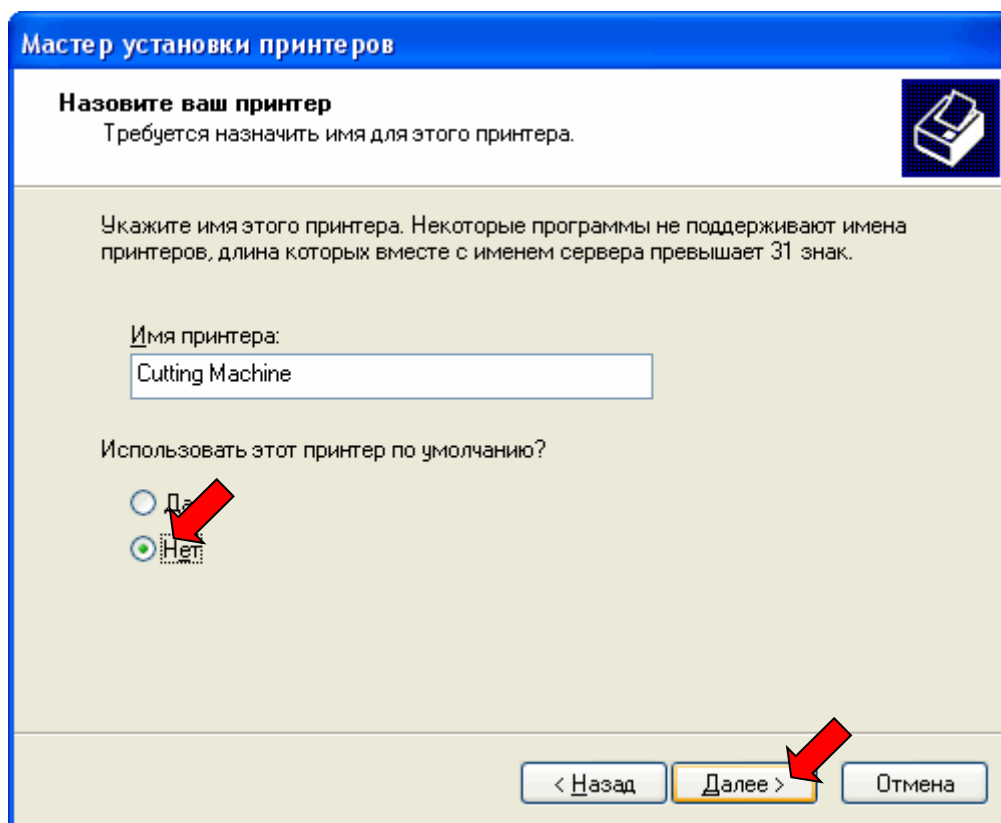 Мастер установки принтеров
Назовите ваш принтер
Требуется назначить имя для этого принтера.
Укажите имя этого принтера. Некоторые программы не поддерживают имена
принтеров, длина которых вместе с именем сервера превышает 31 знак.
Имя принтера:
Cutting Machine
Использовать этот принтер по умолчанию?
Да
Нет
< Назад
Далее >
Отмена